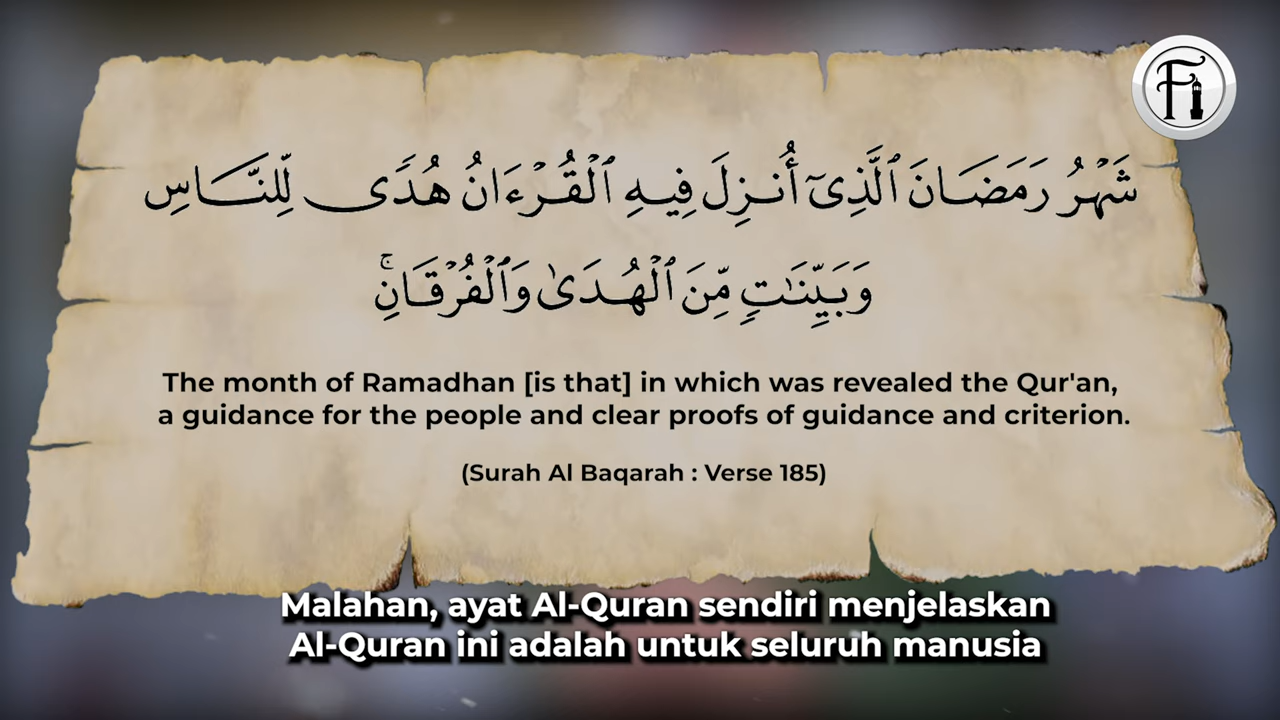 Fi
شَهْرُ رَمَضَانَ ٱلَّذِىٓ أُنزِلَ فِيهِ ٱلْقُرْءَانُ هُدًى لِّلنَّاسِ
وَبَيِّنَٰتٍ مِّنَ ٱلْهُدَىٰ وَٱلْفُرْقَانِۚ
The month of Ramadhan [is that] in which was revealed the Qur'an,
a guidance for the people and clear proofs of guidance and criterion.
(Surah Al Baqarah : Verse 185)
Malahan, ayat Al-Quran sendiri menjelaskan
Al-Quran ini adalah untuk seluruh manusia